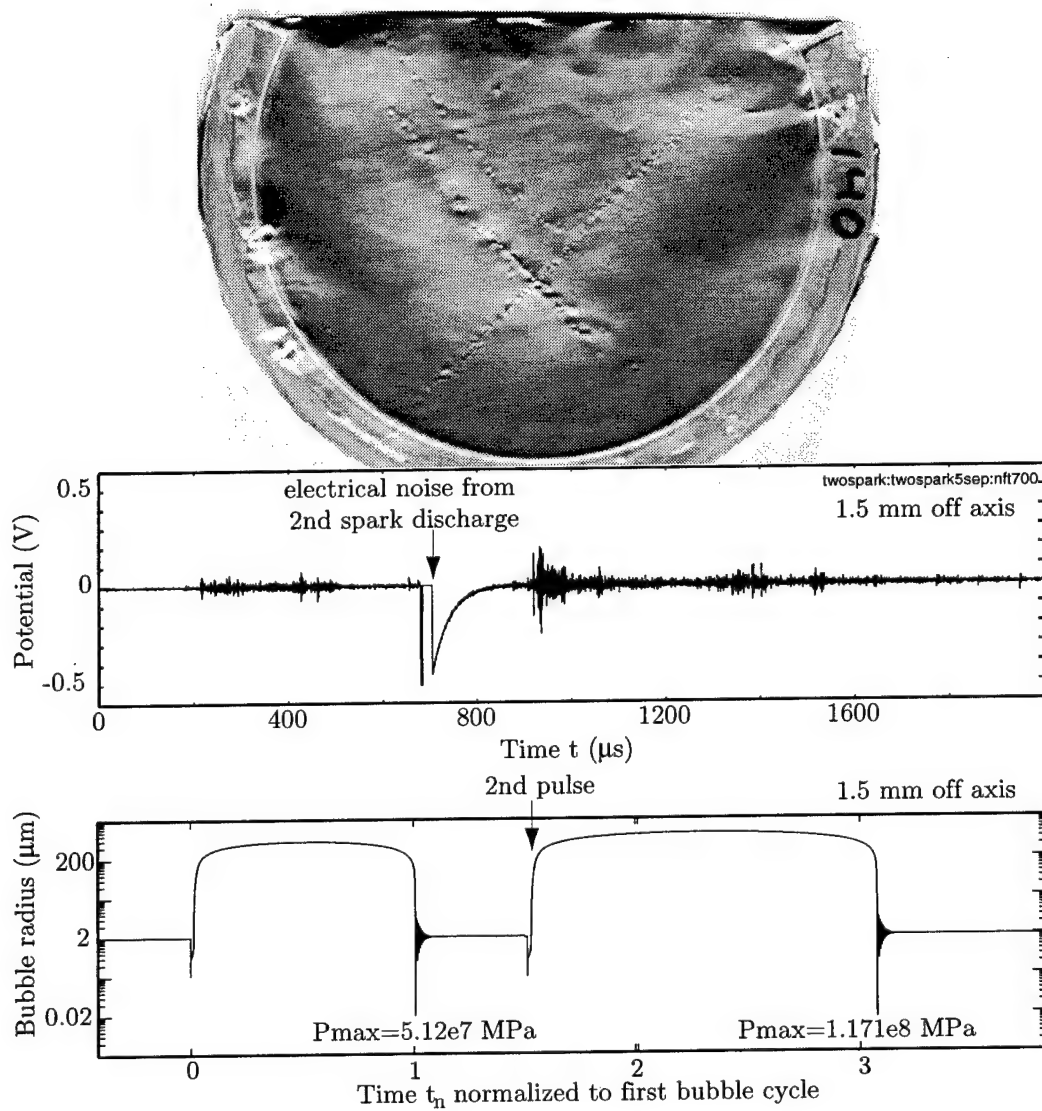 OHI
0.5
electrical noise from
2nd spark discharge
twospark:twospark5sep:nft700
1.5 mm off axis
Potential (V)
0
-0.5
0 400 800 1200 1600
Time t (μs)
2nd pulse
1.5 mm off axis
Bubble radius (μm)
200
2
0.02
Pmax=5.12e7 MPa
Pmax=1.171e8 MPa
0 1 2 3
Time tn normalized to first bubble cycle